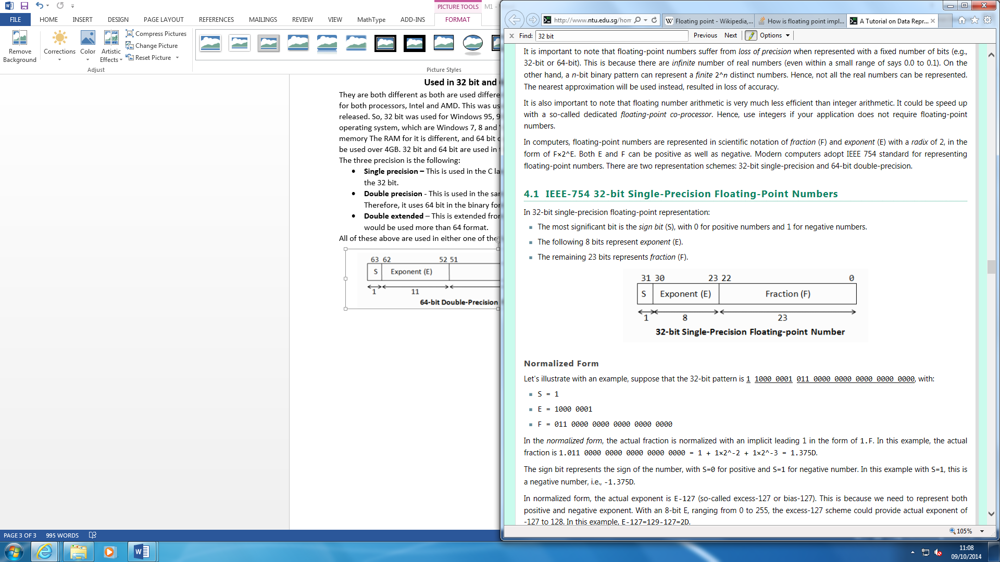 PICTURE TOOLS
M1 -
FILE
HOME
INSERT
DESIGN
PAGE LAYOUT
REFERENCES
MAILINGS
REVIEW
VIEW
MathType
ADD-INS
FORMAT
Remove Background
Corrections
Color
Artistic Effects
Compress Pictures
Change Picture
Reset Picture
Adjust
Picture Styles
Used in 32 bit and
They are both different as both are used differe
for both processors, Intel and AMD. This was us
released. So, 32 bit was used for Windows 95, 9
operating system, which are Windows 7, 8 and
memory The RAM for it is different, and 64 bit
be used over 4GB. 32 bit and 64 bit are used in
The three precision is the following:
• Single precision – This is used in the C la
the 32 bit.
• Double precision - This is used in the sar
Therefore, it uses 64 bit in the binary for
• Double extended – This is extended fror
would be used more than 64 format.
All of these above are used in either one of the
63 62 52 51
S Exponent (E)
1 11
64-bit Double-Precision
PAGE 3 OF 3 995 WORDS
http://www.ntu.edu.sg/hom
Floating point - Wikipedia,...
How is floating point impl...
A Tutorial on Data Repr...
x Find: 32 bit Previous Next Options
It is important to note that floating-point numbers suffer from loss of precision when represented with a fixed number of bits (e.g.,
32-bit or 64-bit). This is because there are infinite number of real numbers (even within a small range of says 0.0 to 0.1). On the
other hand, a n-bit binary pattern can represent a finite 2^n distinct numbers. Hence, not all the real numbers can be represented.
The nearest approximation will be used instead, resulted in loss of accuracy.
It is also important to note that floating number arithmetic is very much less efficient than integer arithmetic. It could be speed up
with a so-called dedicated floating-point co-processor. Hence, use integers if your application does not require floating-point
numbers.
In computers, floating-point numbers are represented in scientific notation of fraction (F) and exponent (E) with a radix of 2, in the
form of F×2^E. Both E and F can be positive as well as negative. Modern computers adopt IEEE 754 standard for representing
floating-point numbers. There are two representation schemes: 32-bit single-precision and 64-bit double-precision.
4.1 IEEE-754 32-bit Single-Precision Floating-Point Numbers
In 32-bit single-precision floating-point representation:
The most significant bit is the sign bit (S), with 0 for positive numbers and 1 for negative numbers.
The following 8 bits represent exponent (E).
The remaining 23 bits represents fraction (F).
31 30 23 22 0
S Exponent (E) Fraction (F)
1 8 23
32-bit Single-Precision Floating-point Number
Normalized Form
Let's illustrate with an example, suppose that the 32-bit pattern is 1 1000 0001 011 0000 0000 0000 0000 0000, with:
S = 1
E = 1000 0001
F = 011 0000 0000 0000 0000 0000
In the normalized form, the actual fraction is normalized with an implicit leading 1 in the form of 1.F. In this example, the actual
fraction is 1.011 0000 0000 0000 0000 0000 = 1 + 1×2^-2 + 1×2^-3 = 1.375D.
The sign bit represents the sign of the number, with S=0 for positive and S=1 for negative number. In this example with S=1, this is
a negative number, i.e., -1.375D.
In normalized form, the actual exponent is E-127 (so-called excess-127 or bias-127). This is because we need to represent both
positive and negative exponent. With an 8-bit E, ranging from 0 to 255, the excess-127 scheme could provide actual exponent of
-127 to 128. In this example, E-127=129-127=2D.
105%
11:08
09/10/2014